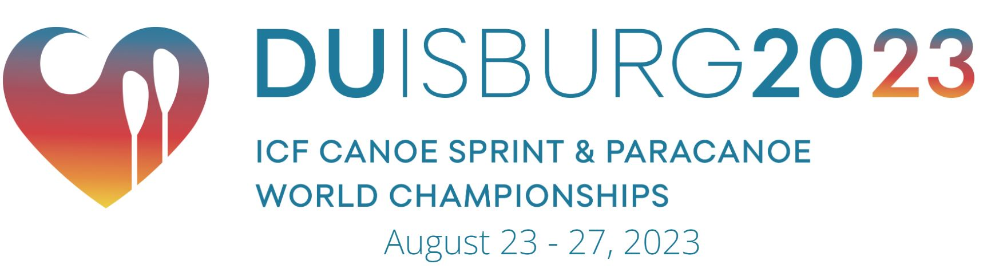 DUISBURG2023
ICF CANOE SPRINT & PARACANOE
WORLD CHAMPIONSHIPS
August 23 - 27, 2023